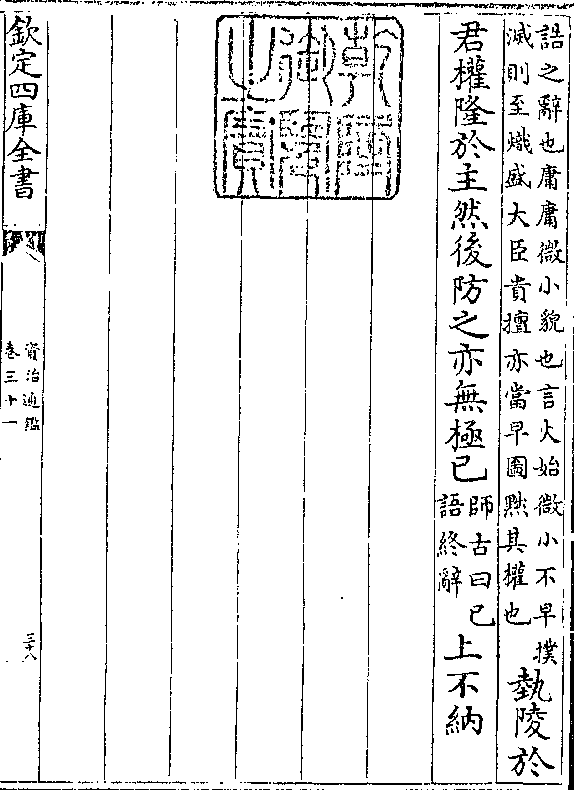 誥之辭也庸庸微小貌也言火始微小不早撲
滅則至熾盛大臣貴擅亦當早圖黙其權也
埶陵於
君權隆於主然後防之亦無極已
師古曰已
語終辭
上不納
乾隆御覽之寶
欽定四庫全書
資治通鑑
卷三十一
三十八